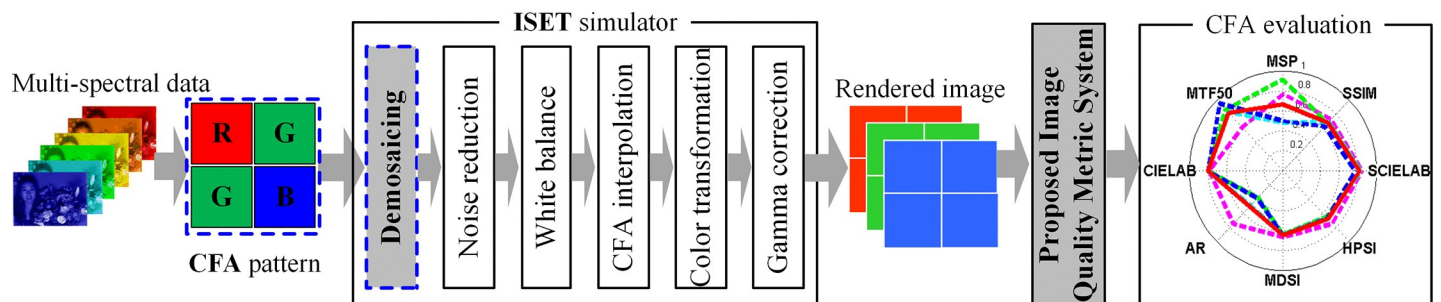 Multi-spectral data
R G
G B
CFA pattern
ISET simulator
Demosaicing
Noise reduction
White balance
CFA interpolation
Color transformation
Gamma correction
Rendered image
Proposed Image
Quality Metric System
CFA evaluation
MSP
1
0.8
0.2
MTF50
SSIM
CIELAB
SCIELAB
AR
HPSI
MDSI